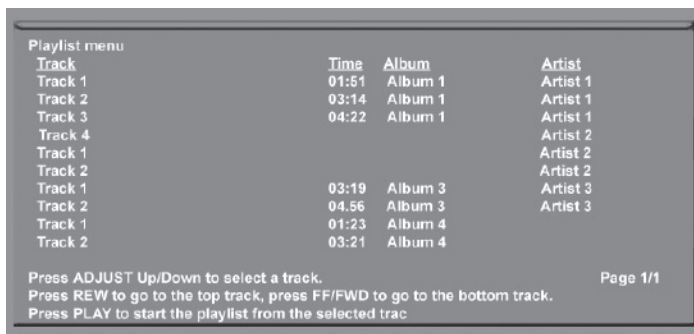 Playlist menu
Track Time Album Artist
Track 1 01:51 Album 1 Artist 1
Track 2 03:14 Album 1 Artist 1
Track 3 04:22 Album 1 Artist 1
Track 4 Artist 2
Track 1 Artist 2
Track 2 Artist 2
Track 1 03:19 Album 3 Artist 3
Track 2 04.56 Album 3 Artist 3
Track 1 01:23 Album 4
Track 2 03:21 Album 4
Press ADJUST Up/Down to select a track. Page 1/1
Press REW to go to the top track, press FF/FWD to go to the bottom track.
Press PLAY to start the playlist from the selected trac